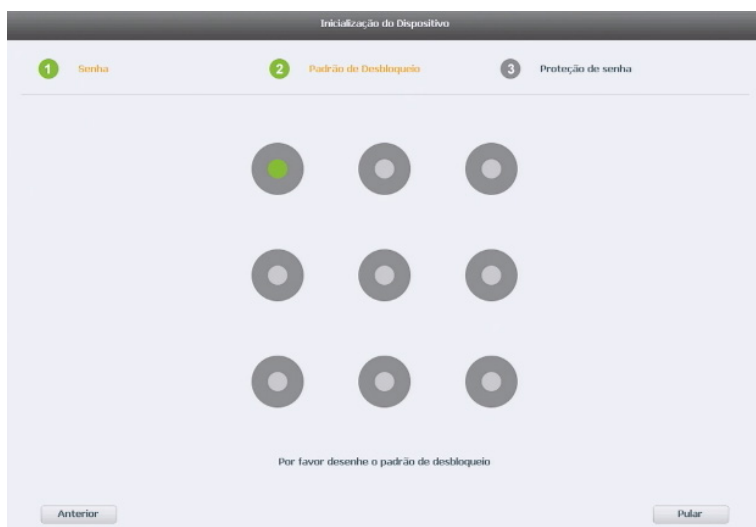 Inicialização do Dispositivo
1 Senha 2 Padrão de Desbloqueio 3 Proteção de senha
Por favor desenhe o padrão de desbloqueio
Anterior Pular